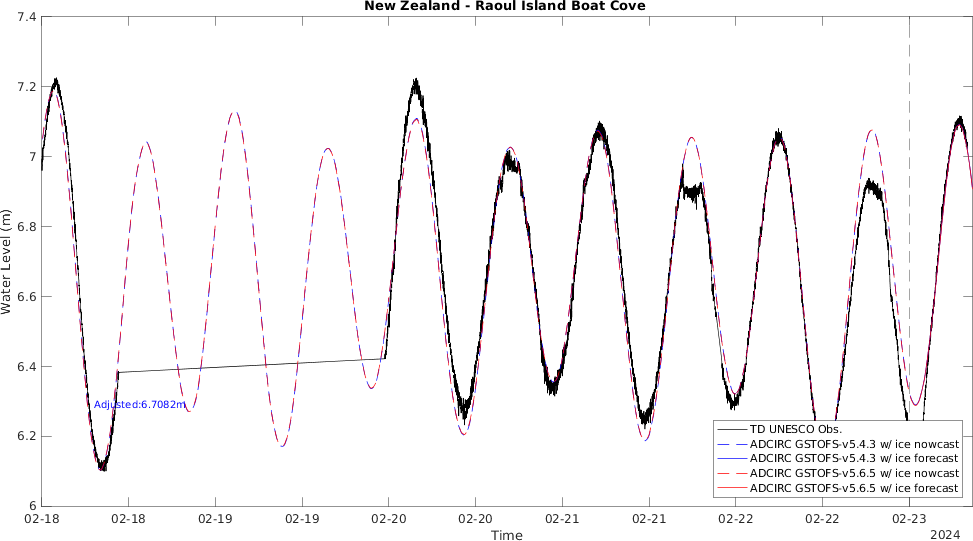 New Zealand - Raoul Island Boat Cove
7.4
7.2
7
6.8
6.6
6.4
6.2
6
Water Level (m)
Adjusted:6.7082m
TD UNESCO Obs.
ADCIRC GSTOFS-v5.4.3 w/ ice nowcast
ADCIRC GSTOFS-v5.4.3 w/ ice forecast
ADCIRC GSTOFS-v5.6.5 w/ ice nowcast
ADCIRC GSTOFS-v5.6.5 w/ ice forecast
02-18 02-18 02-19 02-19 02-20 02-20 02-21 02-21 02-22 02-22 02-23
Time
2024